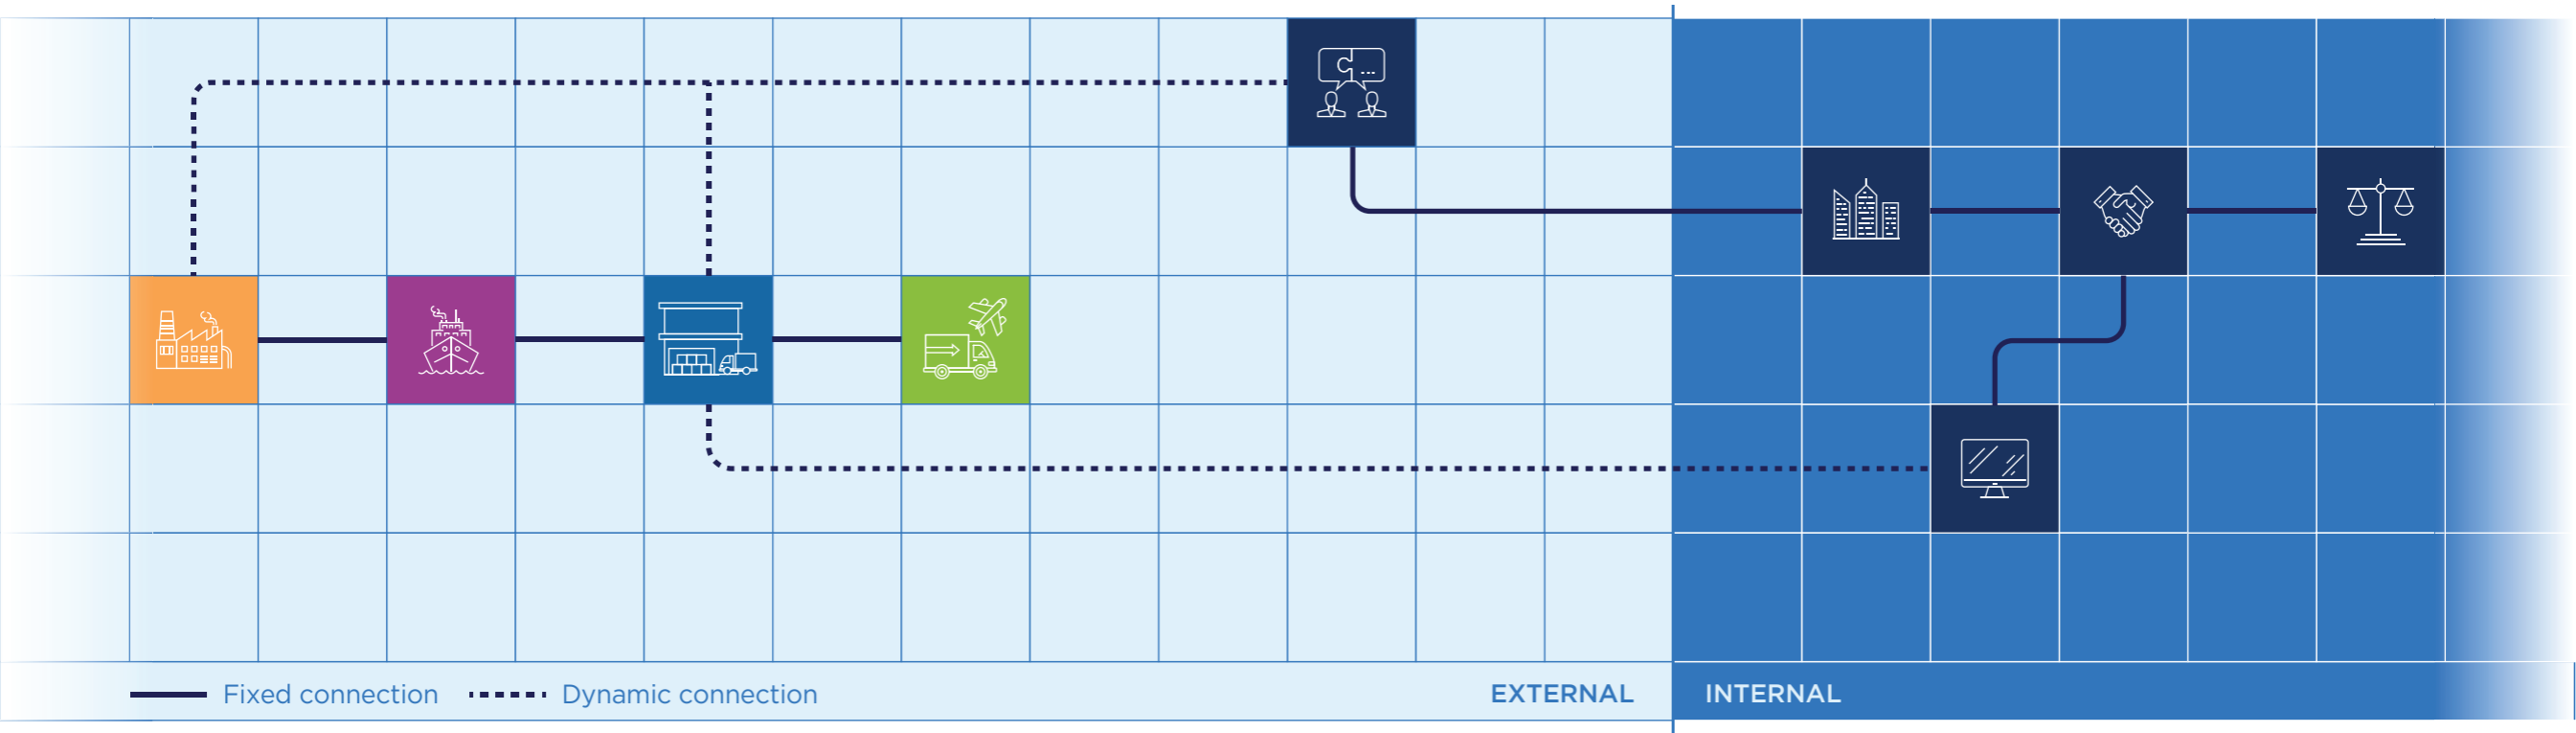 Fixed connection
Dynamic connection
EXTERNAL
INTERNAL